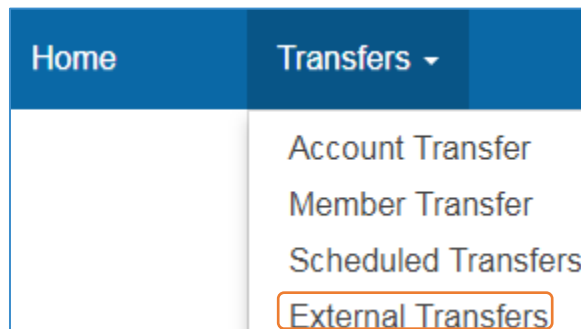 Home Transfers
Account Transfer
Member Transfer
Scheduled Transfers
External Transfers